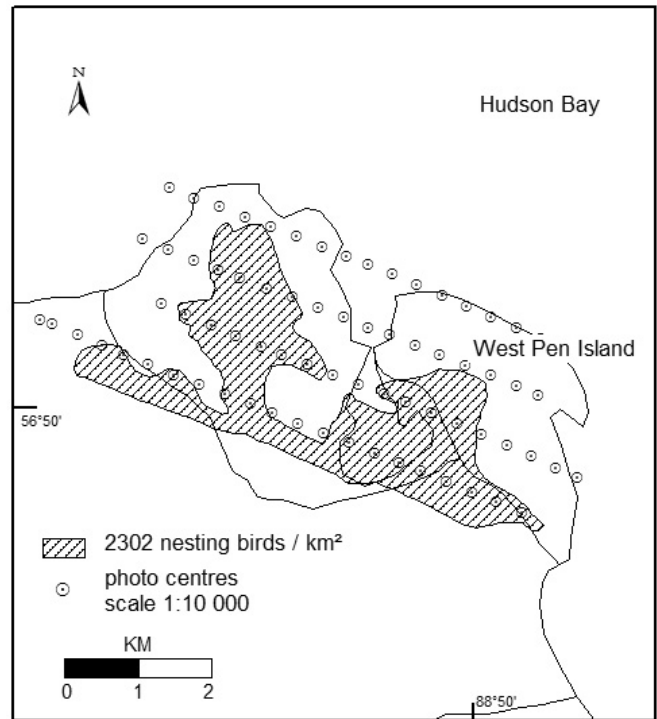 N
Hudson Bay
West Pen Island
56°50'
2302 nesting birds / km²
photo centres
scale 1:10 000
KM
0 1 2
88°50'